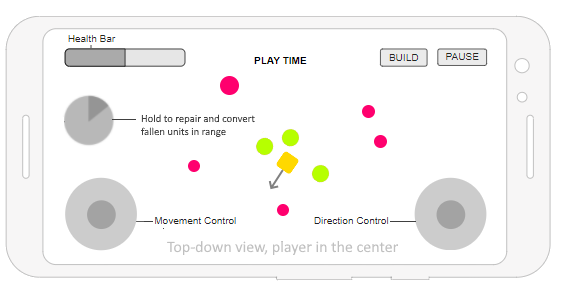 Health Bar
PLAY TIME
BUILD
PAUSE
Hold to repair and convert
fallen units in range
Movement Control
Direction Control
Top-down view, player in the center